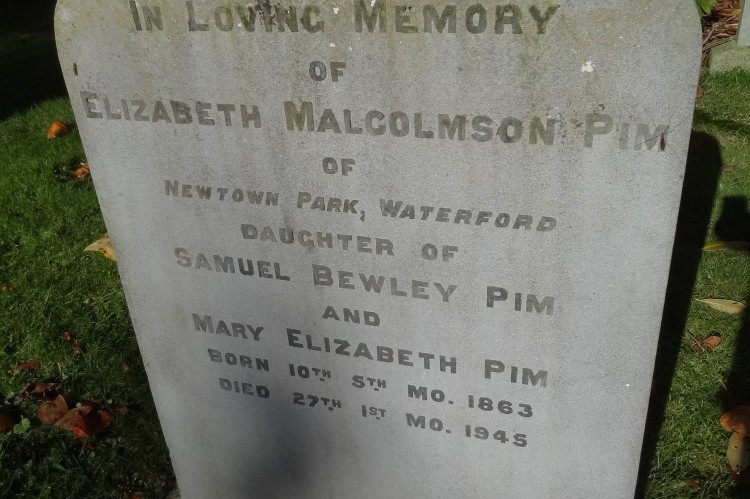 IN LOVING MEMORY
OF
ELIZABETH MALCOLMSON PIM
OF
NEWTOWN PARK, WATERFORD
DAUGHTER OF
SAMUEL BEWLEY PIM
AND
MARY ELIZABETH PIM
BORN 10TH 5TH MO. 1863
DIED 27TH 1ST MO. 1945